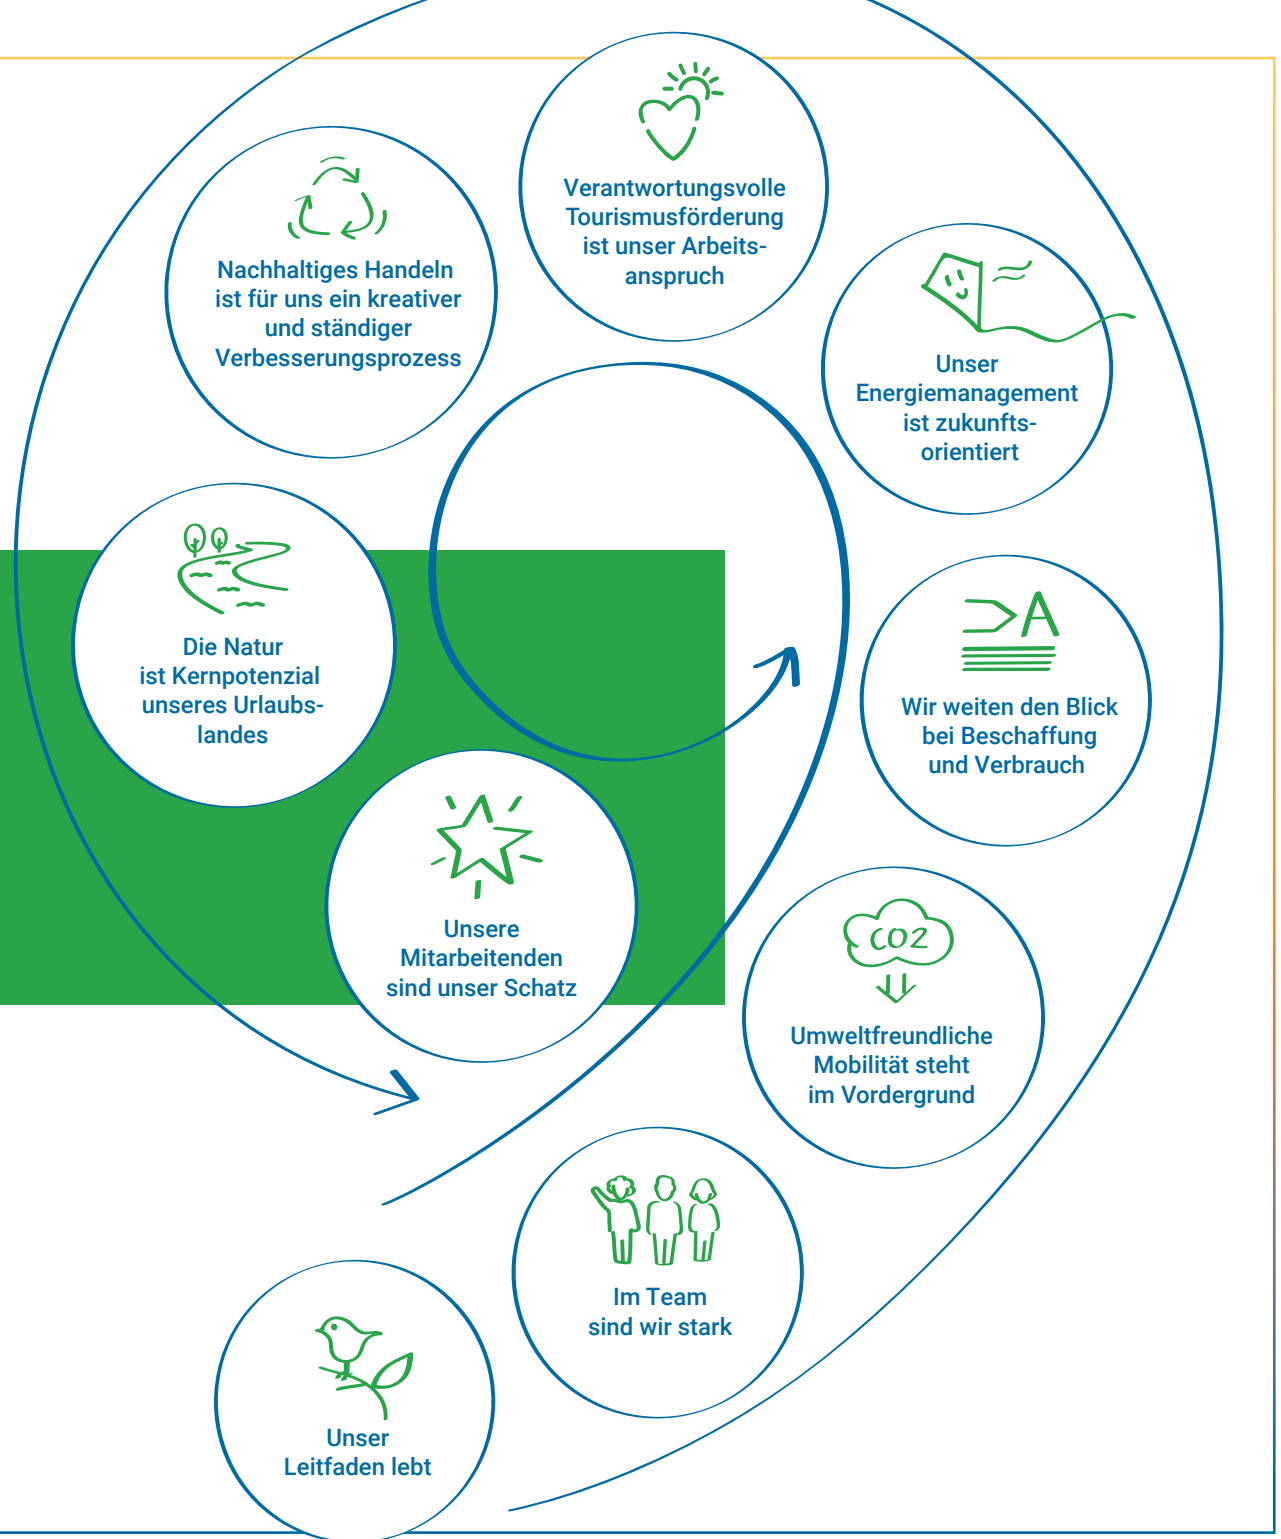 Verantwortungsvolle
Tourismusförderung
ist unser Arbeits-
anspruch
Nachhaltiges Handeln
ist für uns ein kreativer
und ständiger
Verbesserungsprozess
Unser
Energiemanagement
ist zukunfts-
orientiert
Die Natur
ist Kernpotenzial
unseres Urlaubs-
landes
A
Wir weiten den Blick
bei Beschaffung
und Verbrauch
Unsere
Mitarbeitenden
sind unser Schatz
CO2
Umweltfreundliche
Mobilität steht
im Vordergrund
Im Team
sind wir stark
Unser
Leitfaden lebt